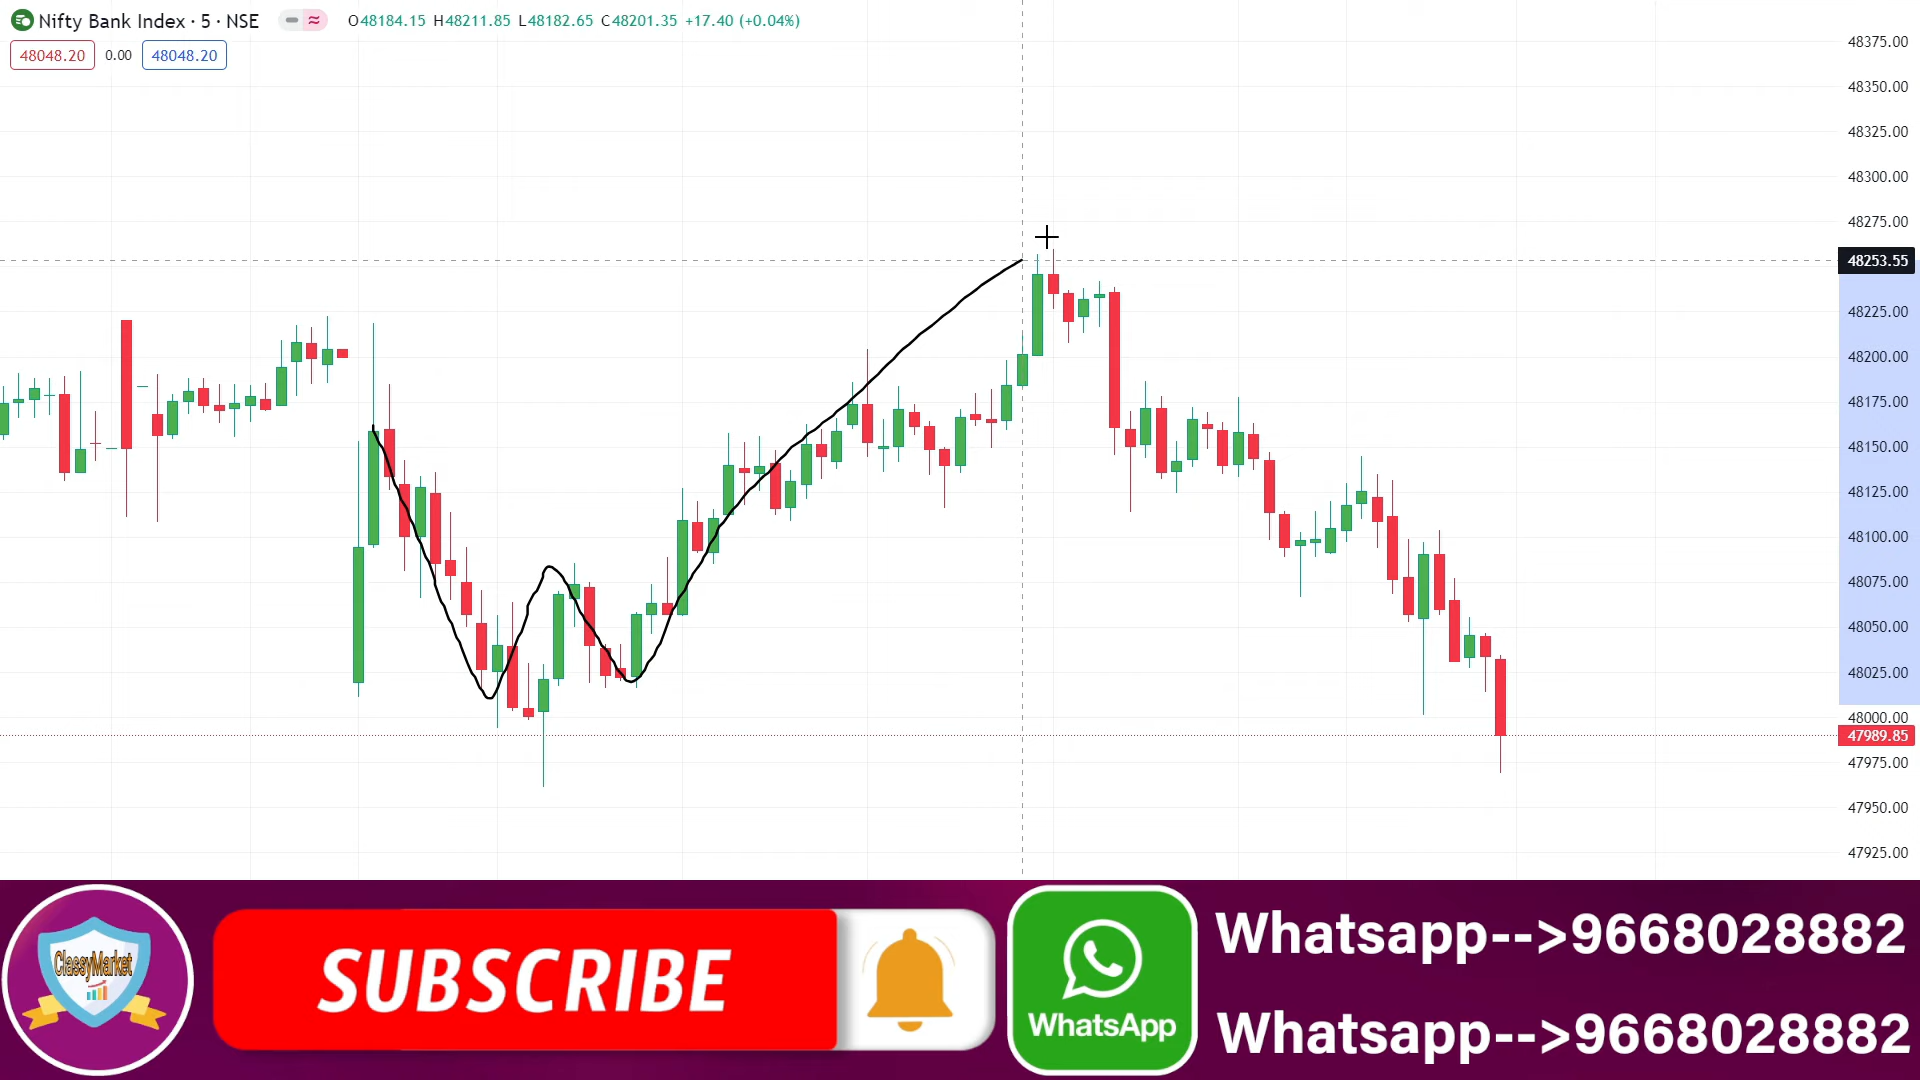 Nifty Bank Index · 5 · NSE
O48184.15 H48211.85 L48182.65 C48201.35 +17.40 (+0.04%)
48048.20 0.00 48048.20
48375.00
48350.00
48325.00
48300.00
48275.00
48253.55
48225.00
48200.00
48175.00
48150.00
48125.00
48100.00
48075.00
48050.00
48025.00
48000.00
47989.85
47975.00
47950.00
47925.00
ClassyMarket
SUBSCRIBE
WhatsApp
Whatsapp-->9668028882
Whatsapp-->9668028882